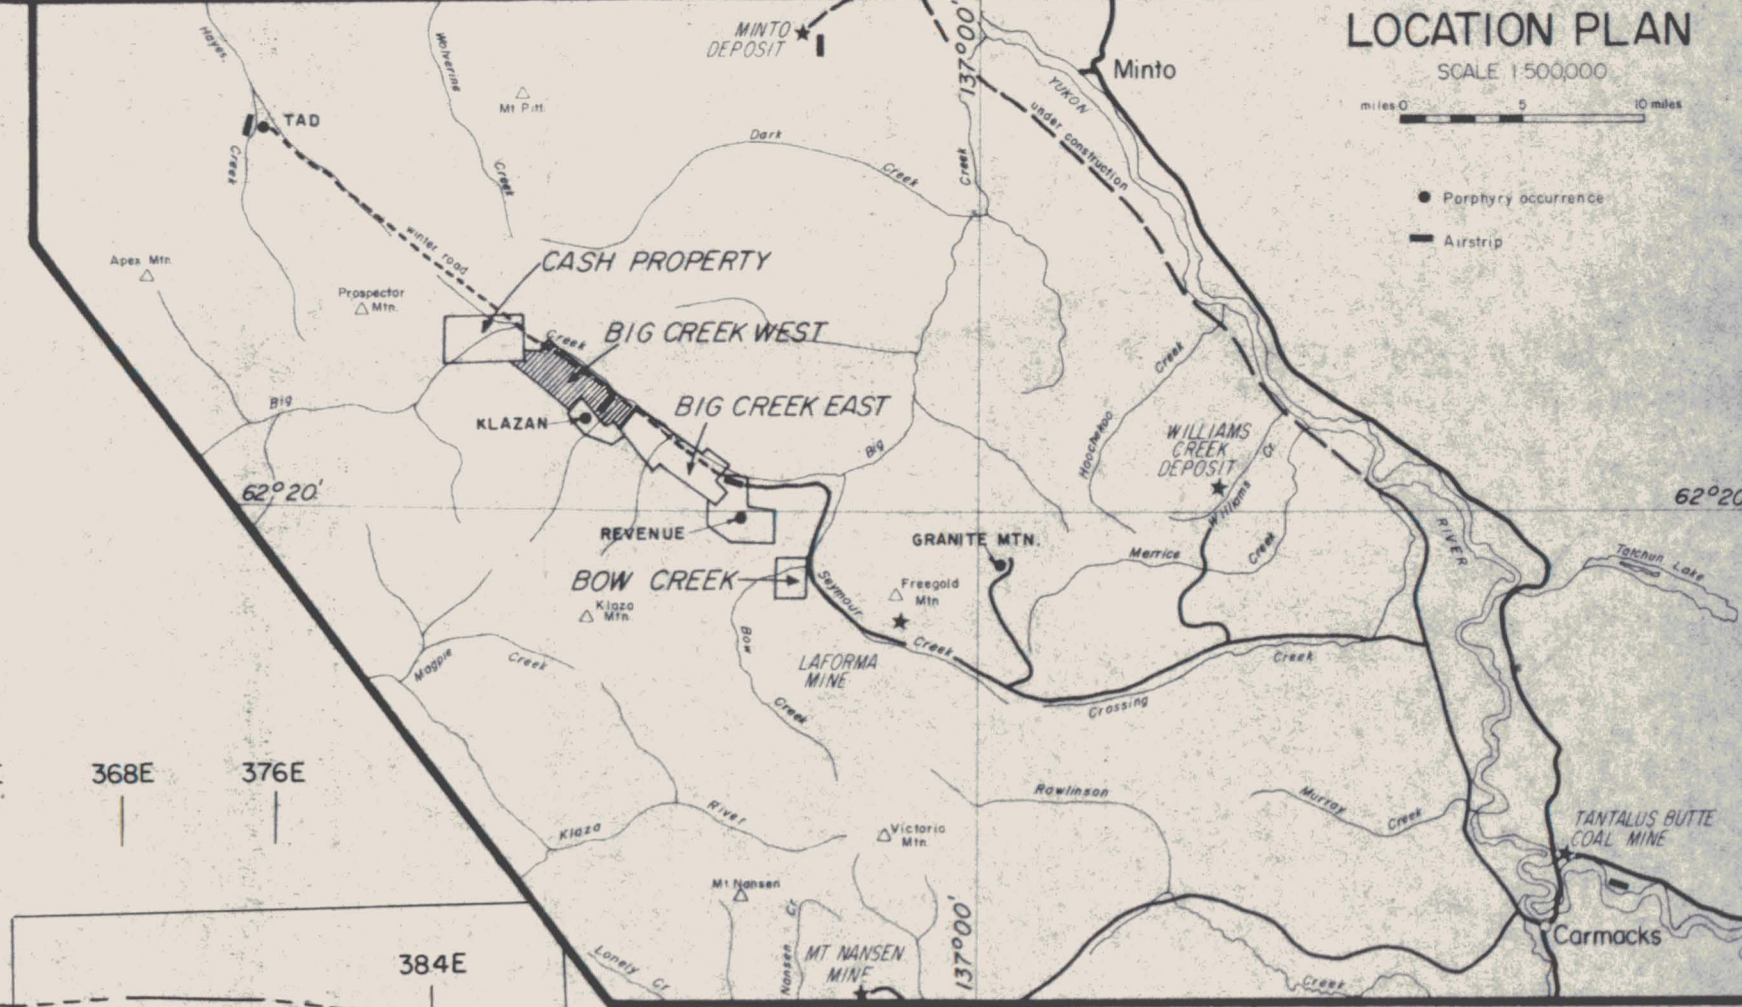 LOCATION PLAN
SCALE 1:500,000
miles 0 5 10 miles
Porphyry occurrence
Airstrip
MINTO
DEPOSIT
137°00'
Minto
YUKON
under construction
Hayes
Creek
Wolverine
Creek
Mt Pitt
TAD
Dark
Creek
Creek
winter road
Apex Mtn.
Prospector
Mtn.
CASH PROPERTY
Creek
BIG CREEK WEST
BIG CREEK EAST
KLAZAN
Big
Big
Hoochekoo
Creek
WILLIAMS
CREEK
DEPOSIT
Williams
Cr.
62°20'
62°20
REVENUE
GRANITE MTN.
Merrice
Creek
RIVER
Tatchun Lake
BOW CREEK
Seymour
Creek
Freegold
Mtn
Klaza
Mtn.
Bow
Creek
LAFORMA
MINE
Magpie
Creek
Crossing
Creek
368E
376E
384E
Klaza
River
Rowlinson
Murray
Creek
Victoria
Mtn.
Mt. Nansen
TANTALUS BUTTE
COAL MINE
Nansen
Cr
MT NANSEN
MINE
137°00'
Lonely Cr
Creek
Carmacks